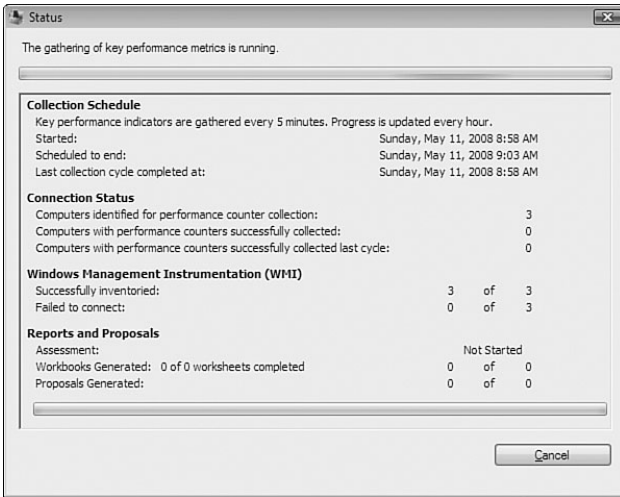 Status
The gathering of key performance metrics is running.
Collection Schedule
Key performance indicators are gathered every 5 minutes. Progress is updated every hour.
Started: Sunday, May 11, 2008 8:58 AM
Scheduled to end: Sunday, May 11, 2008 9:03 AM
Last collection cycle completed at: Sunday, May 11, 2008 8:58 AM
Connection Status
Computers identified for performance counter collection: 3
Computers with performance counters successfully collected: 0
Computers with performance counters successfully collected last cycle: 0
Windows Management Instrumentation (WMI)
Successfully inventoried: 3 of 3
Failed to connect: 0 of 3
Reports and Proposals
Assessment: Not Started
Workbooks Generated: 0 of 0 worksheets completed 0 of 0
Proposals Generated: 0 of 0
Cancel